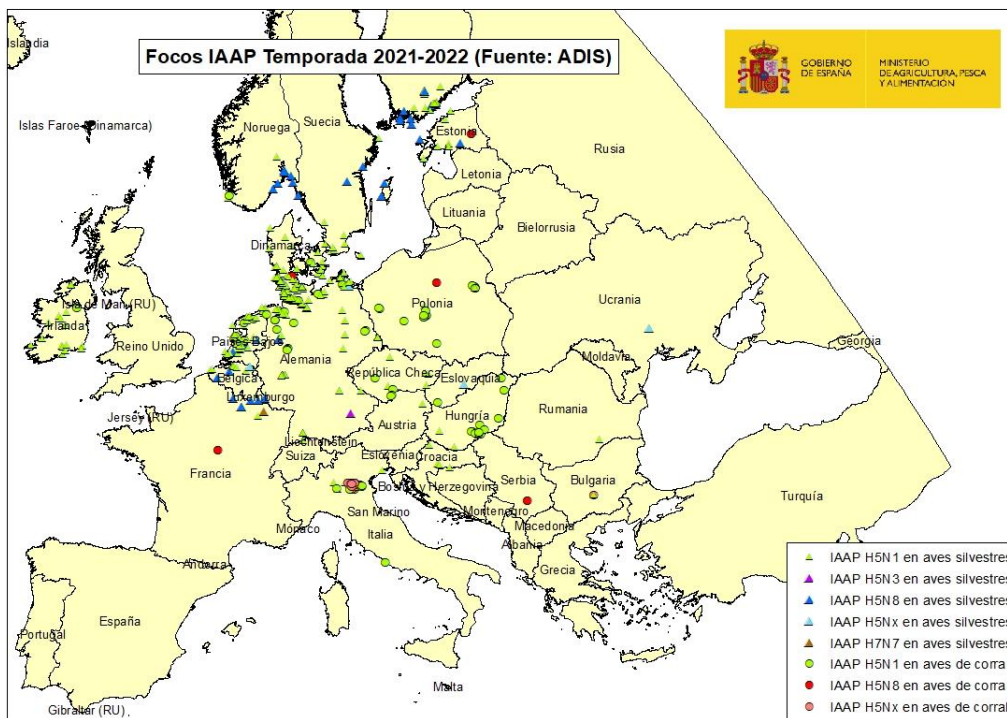 Islandia
Focos IAAP Temporada 2021-2022 (Fuente: ADIS)
GOBIERNO
DE ESPAÑA
MINISTERIO
DE AGRICULTURA, PESCA
Y ALIMENTACIÓN
Islas Faroe (Dinamarca)
Noruega
Suecia
Estonia
Rusia
Letonia
Lituania
Bielorrusia
Dinamarca
Isla de Man (RU)
Irlanda
Reino Unido
Países Bajos
Polonia
Ucrania
Alemania
Bélgica
Luxemburgo
República Checa
Eslovaquia
Moldavia
Georgia
Jersey (RU)
Austria
Hungría
Rumania
Liechtenstein
Suiza
Eslovenia
Croacia
Francia
Bosnia y Herzegovina
Serbia
Bulgaria
San Marino
Montenegro
Mónaco
Italia
Macedonia
Albania
Turquía
Andorra
Grecia
Portugal
España
Malta
Gibraltar (RU)
IAAP H5N1 en aves silvestres
IAAP H5N3 en aves silvestres
IAAP H5N8 en aves silvestres
IAAP H5Nx en aves silvestres
IAAP H7N7 en aves silvestres
IAAP H5N1 en aves de corral
IAAP H5N8 en aves de corral
IAAP H5Nx en aves de corral